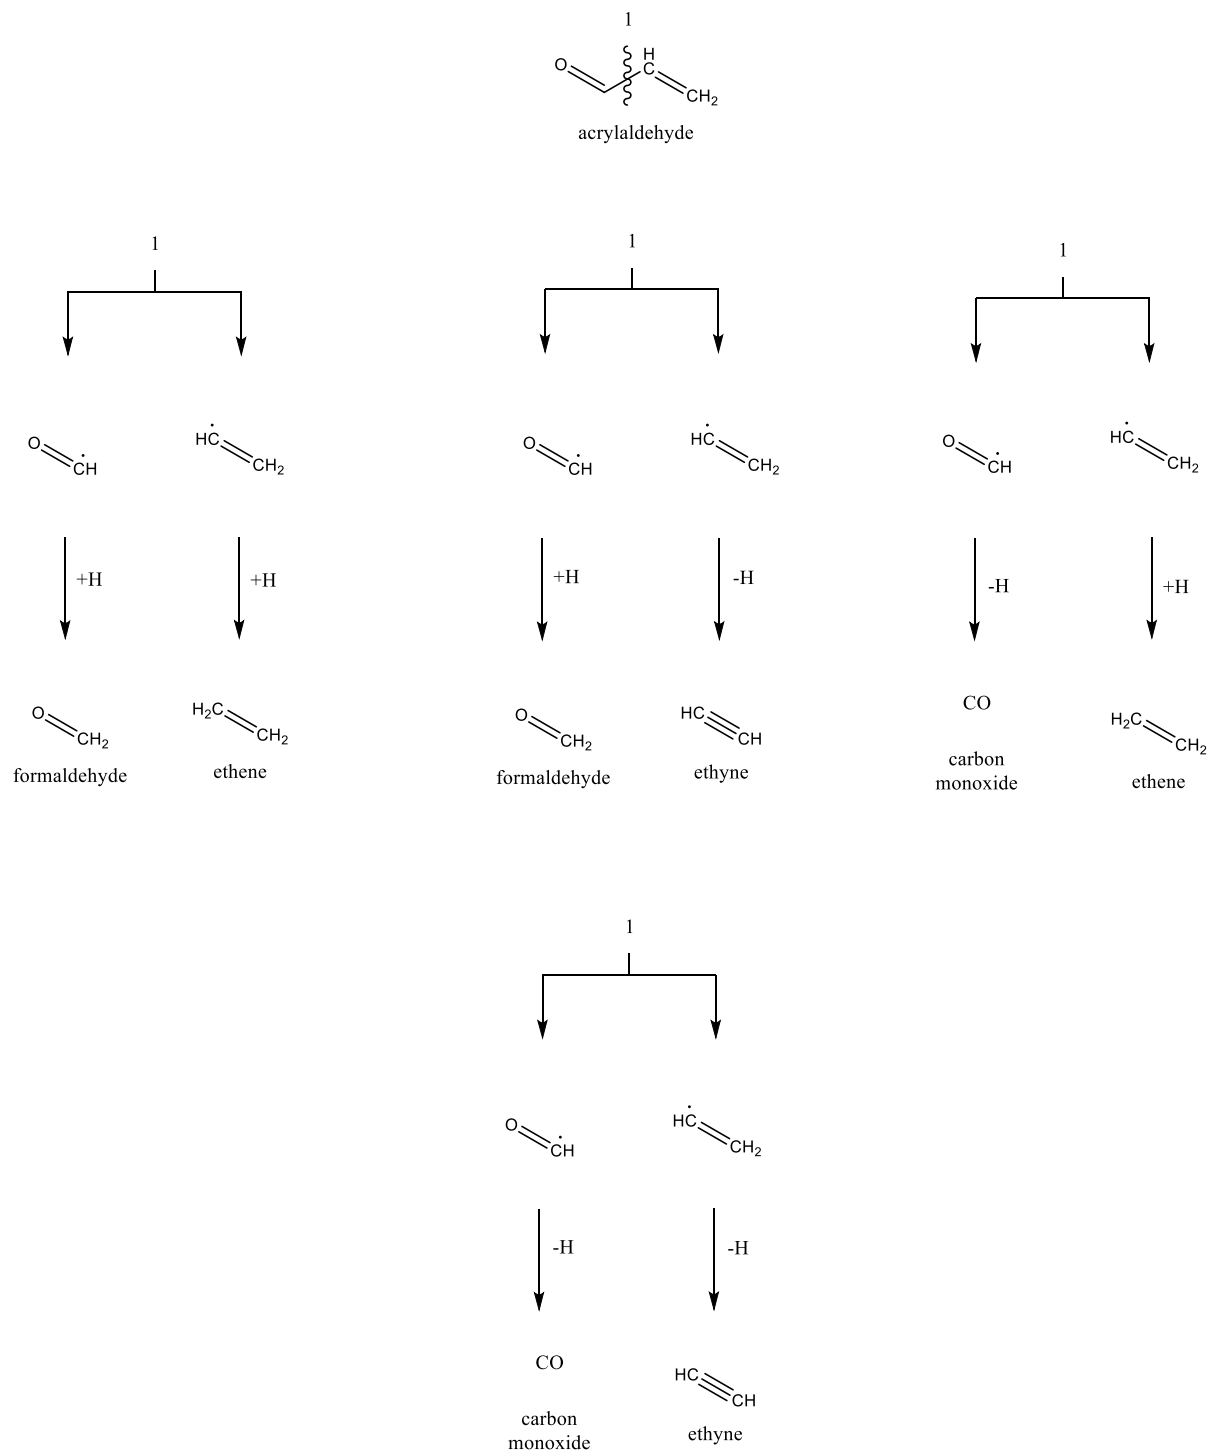 1
O H
C
CH2
acrylaldehyde
1 1 1
O HC O HC O HC
CH CH2 CH CH2 CH CH2
+H +H +H -H -H +H
O H2C O HC CO H2C
CH2 CH2 CH2 CH CH2
formaldehyde ethene formaldehyde ethyne carbon
monoxide ethene
1
O HC
CH CH2
-H -H
CO HC
CH
carbon
monoxide ethyne